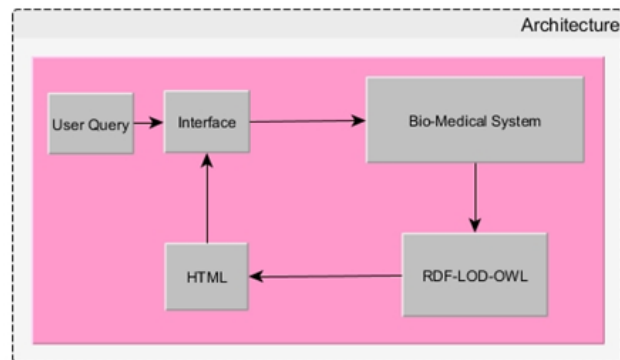 Architecture
User Query
Interface
Bio-Medical System
HTML
RDF-LOD-OWL